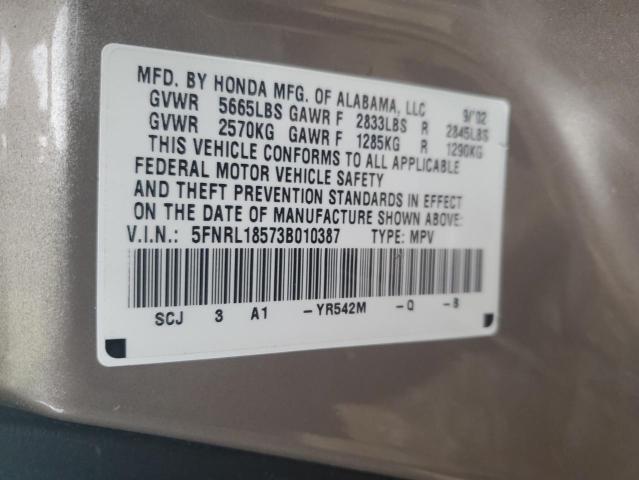 MFD. BY HONDA MFG. OF ALABAMA, LLC 9/02
GVWR 5665LBS GAWR F 2833LBS R 2845LBS
GVWR 2570KG GAWR F 1285KG R 1290KG
THIS VEHICLE CONFORMS TO ALL APPLICABLE
FEDERAL MOTOR VEHICLE SAFETY
AND THEFT PREVENTION STANDARDS IN EFFECT
ON THE DATE OF MANUFACTURE SHOWN ABOVE.
V.I.N.: 5FNRL18573B010387 TYPE: MPV
SCJ 3 A1 -YR542M -Q -B